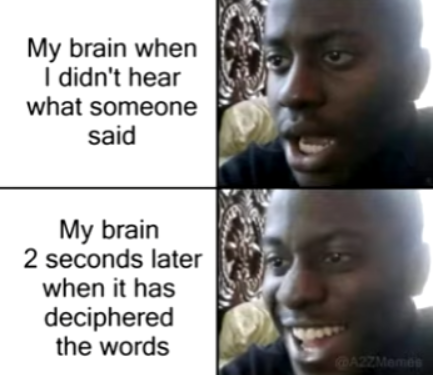 My brain when
I didn't hear
what someone
said
My brain
2 seconds later
when it has
deciphered
the words
@A2ZMemes